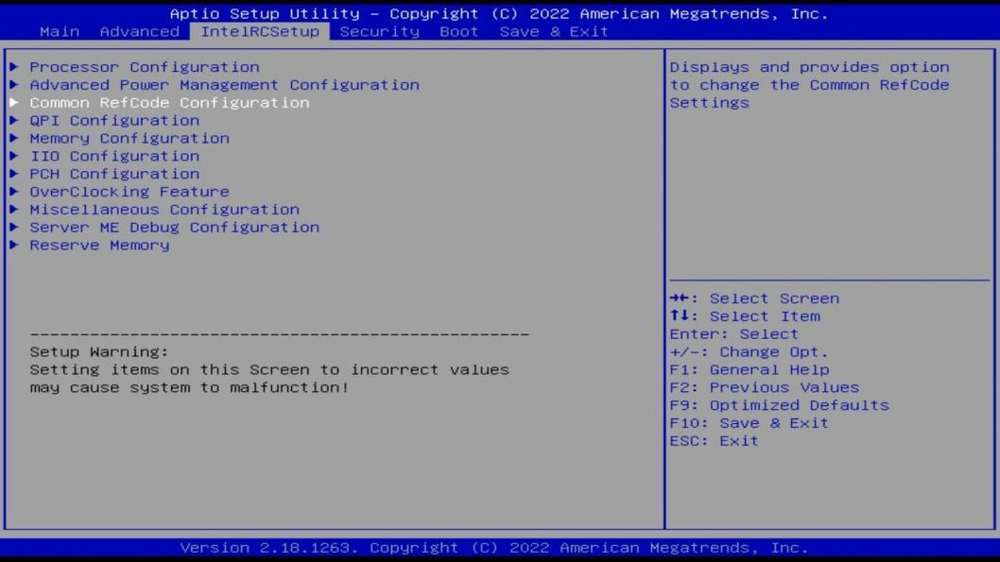 Aptio Setup Utility – Copyright (C) 2022 American Megatrends, Inc.
Main Advanced IntelRCSetup Security Boot Save & Exit
▶ Processor Configuration
▶ Advanced Power Management Configuration
▶ Common RefCode Configuration
▶ QPI Configuration
▶ Memory Configuration
▶ IIO Configuration
▶ PCH Configuration
▶ OverClocking Feature
▶ Miscellaneous Configuration
▶ Server ME Debug Configuration
▶ Reserve Memory
--------------------------------------------------
Setup Warning:
Setting items on this Screen to incorrect values
may cause system to malfunction!
Displays and provides option
to change the Common RefCode
Settings
→←: Select Screen
↑↓: Select Item
Enter: Select
+/-: Change Opt.
F1: General Help
F2: Previous Values
F9: Optimized Defaults
F10: Save & Exit
ESC: Exit
Version 2.18.1263. Copyright (C) 2022 American Megatrends, Inc.